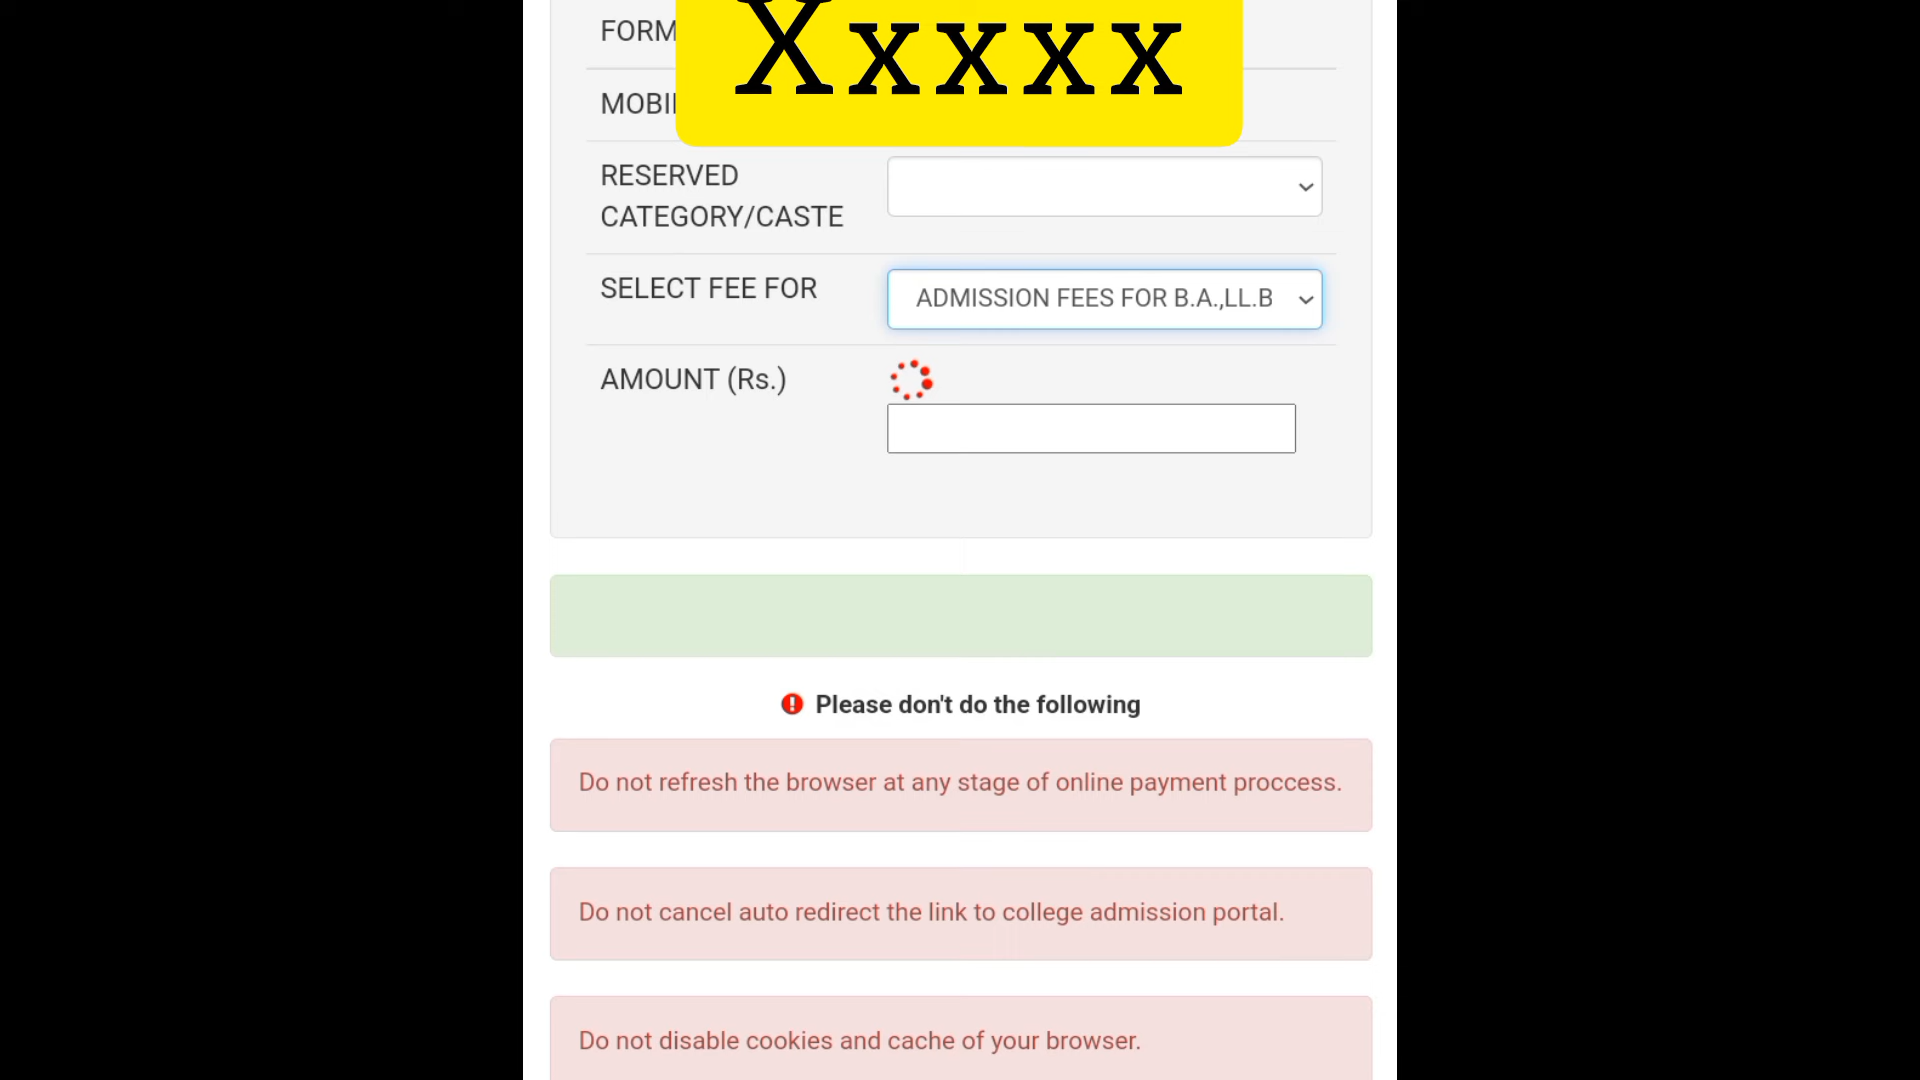 Xxxxx
FORM
MOBI
RESERVED
CATEGORY/CASTE
SELECT FEE FOR
ADMISSION FEES FOR B.A.,LL.B
AMOUNT (Rs.)
Please don't do the following
Do not refresh the browser at any stage of online payment proccess.
Do not cancel auto redirect the link to college admission portal.
Do not disable cookies and cache of your browser.